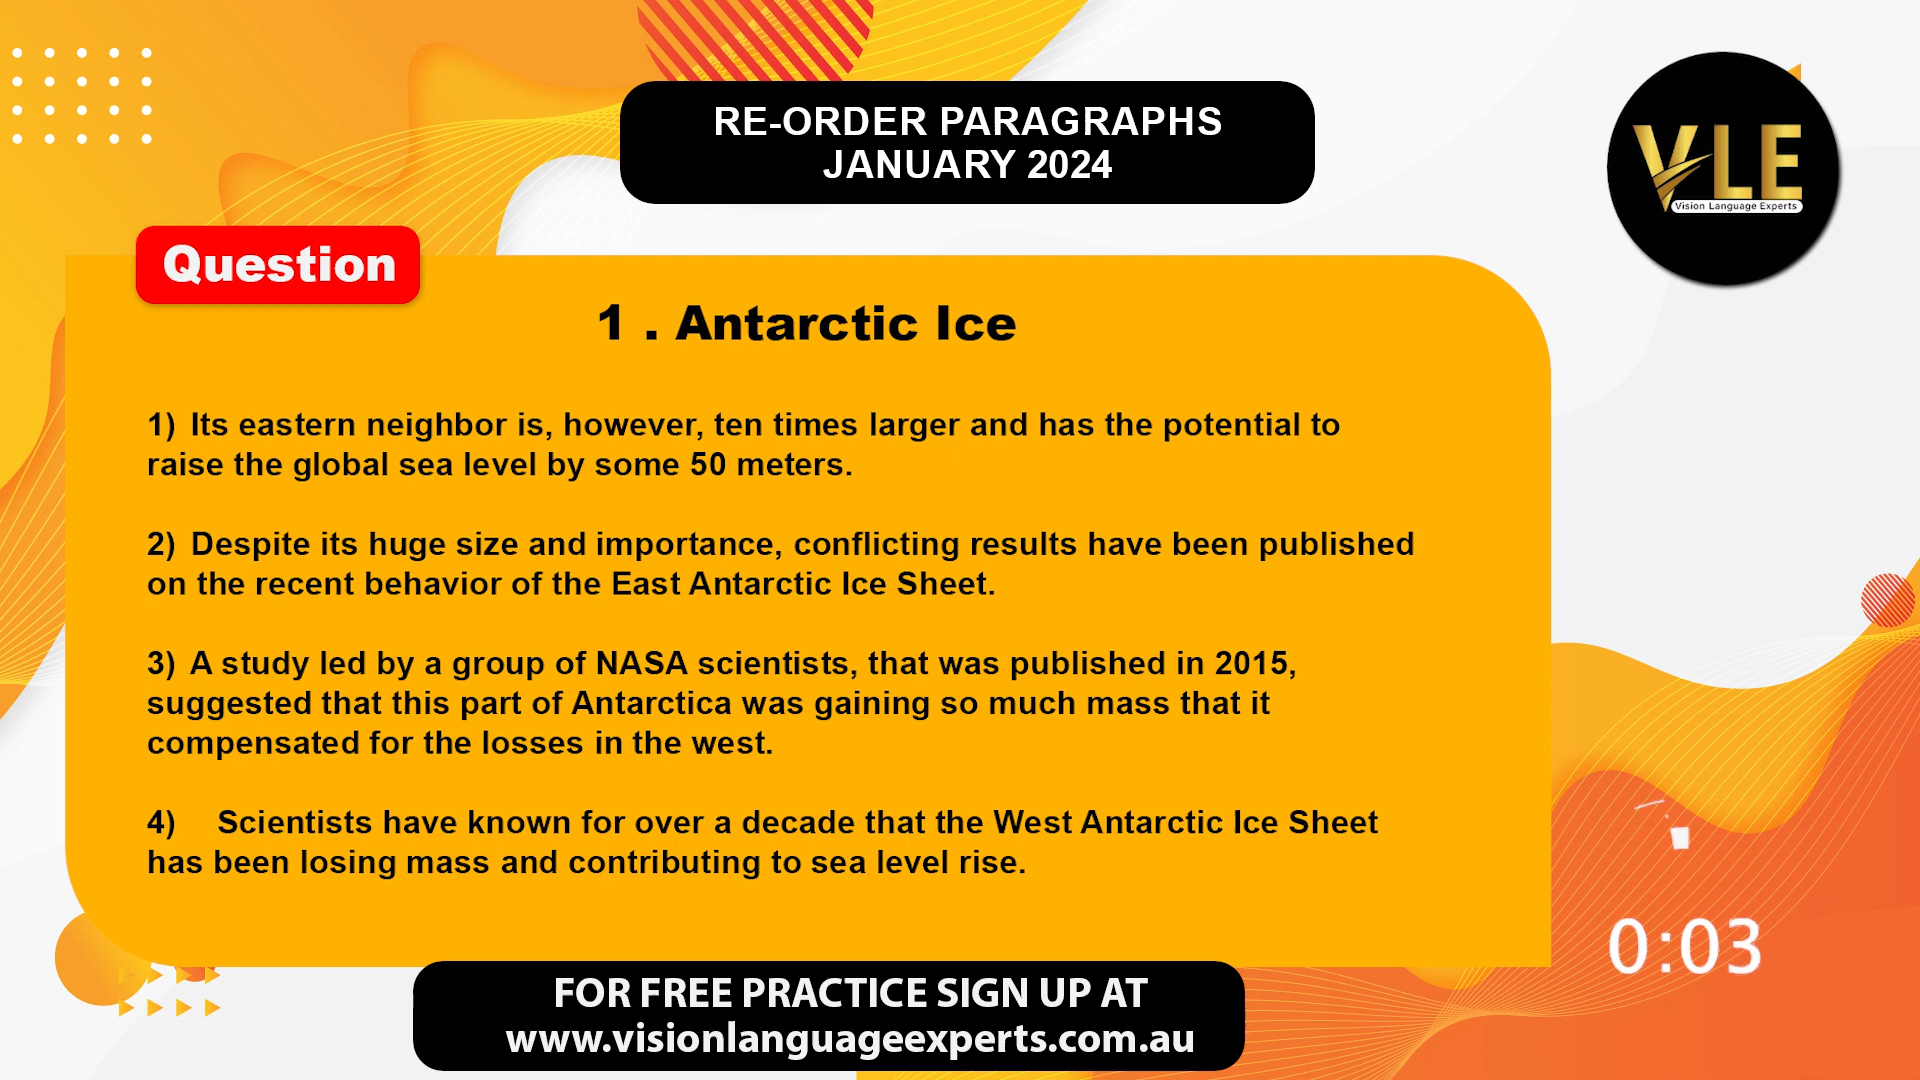 RE-ORDER PARAGRAPHS
JANUARY 2024
VLE
Vision Language Experts
Question
1 . Antarctic Ice
1) Its eastern neighbor is, however, ten times larger and has the potential to
raise the global sea level by some 50 meters.
2) Despite its huge size and importance, conflicting results have been published
on the recent behavior of the East Antarctic Ice Sheet.
3) A study led by a group of NASA scientists, that was published in 2015,
suggested that this part of Antarctica was gaining so much mass that it
compensated for the losses in the west.
4) Scientists have known for over a decade that the West Antarctic Ice Sheet
has been losing mass and contributing to sea level rise.
0:03
FOR FREE PRACTICE SIGN UP AT
www.visionlanguageexperts.com.au